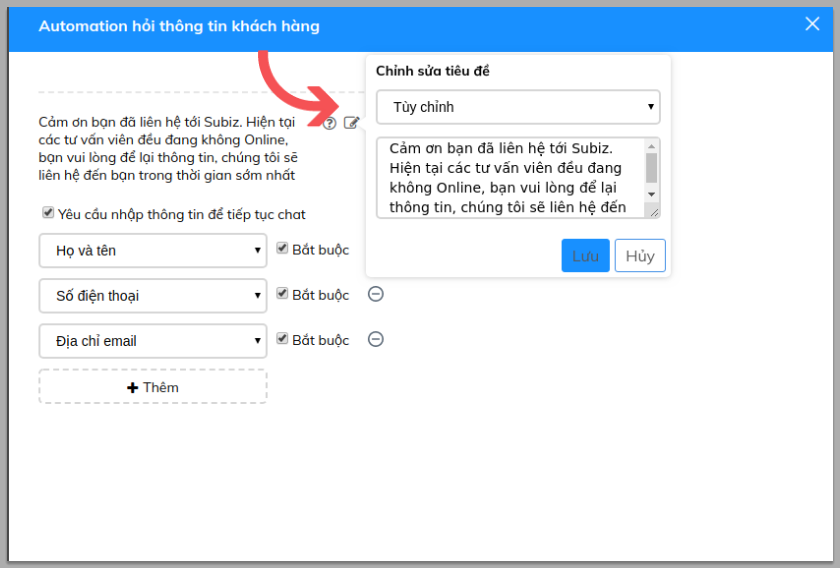 Automation hỏi thông tin khách hàng
Chỉnh sửa tiêu đề
Tùy chỉnh
Cảm ơn bạn đã liên hệ tới Subiz.
Hiện tại các tư vấn viên đều đang
không Online, bạn vui lòng để lại
thông tin, chúng tôi sẽ liên hệ đến
Lưu
Hủy
Cảm ơn bạn đã liên hệ tới Subiz. Hiện tại
các tư vấn viên đều đang không Online,
bạn vui lòng để lại thông tin, chúng tôi sẽ
liên hệ đến bạn trong thời gian sớm nhất
Yêu cầu nhập thông tin để tiếp tục chat
Họ và tên
Bắt buộc
Số điện thoại
Bắt buộc
Địa chỉ email
Bắt buộc
Thêm